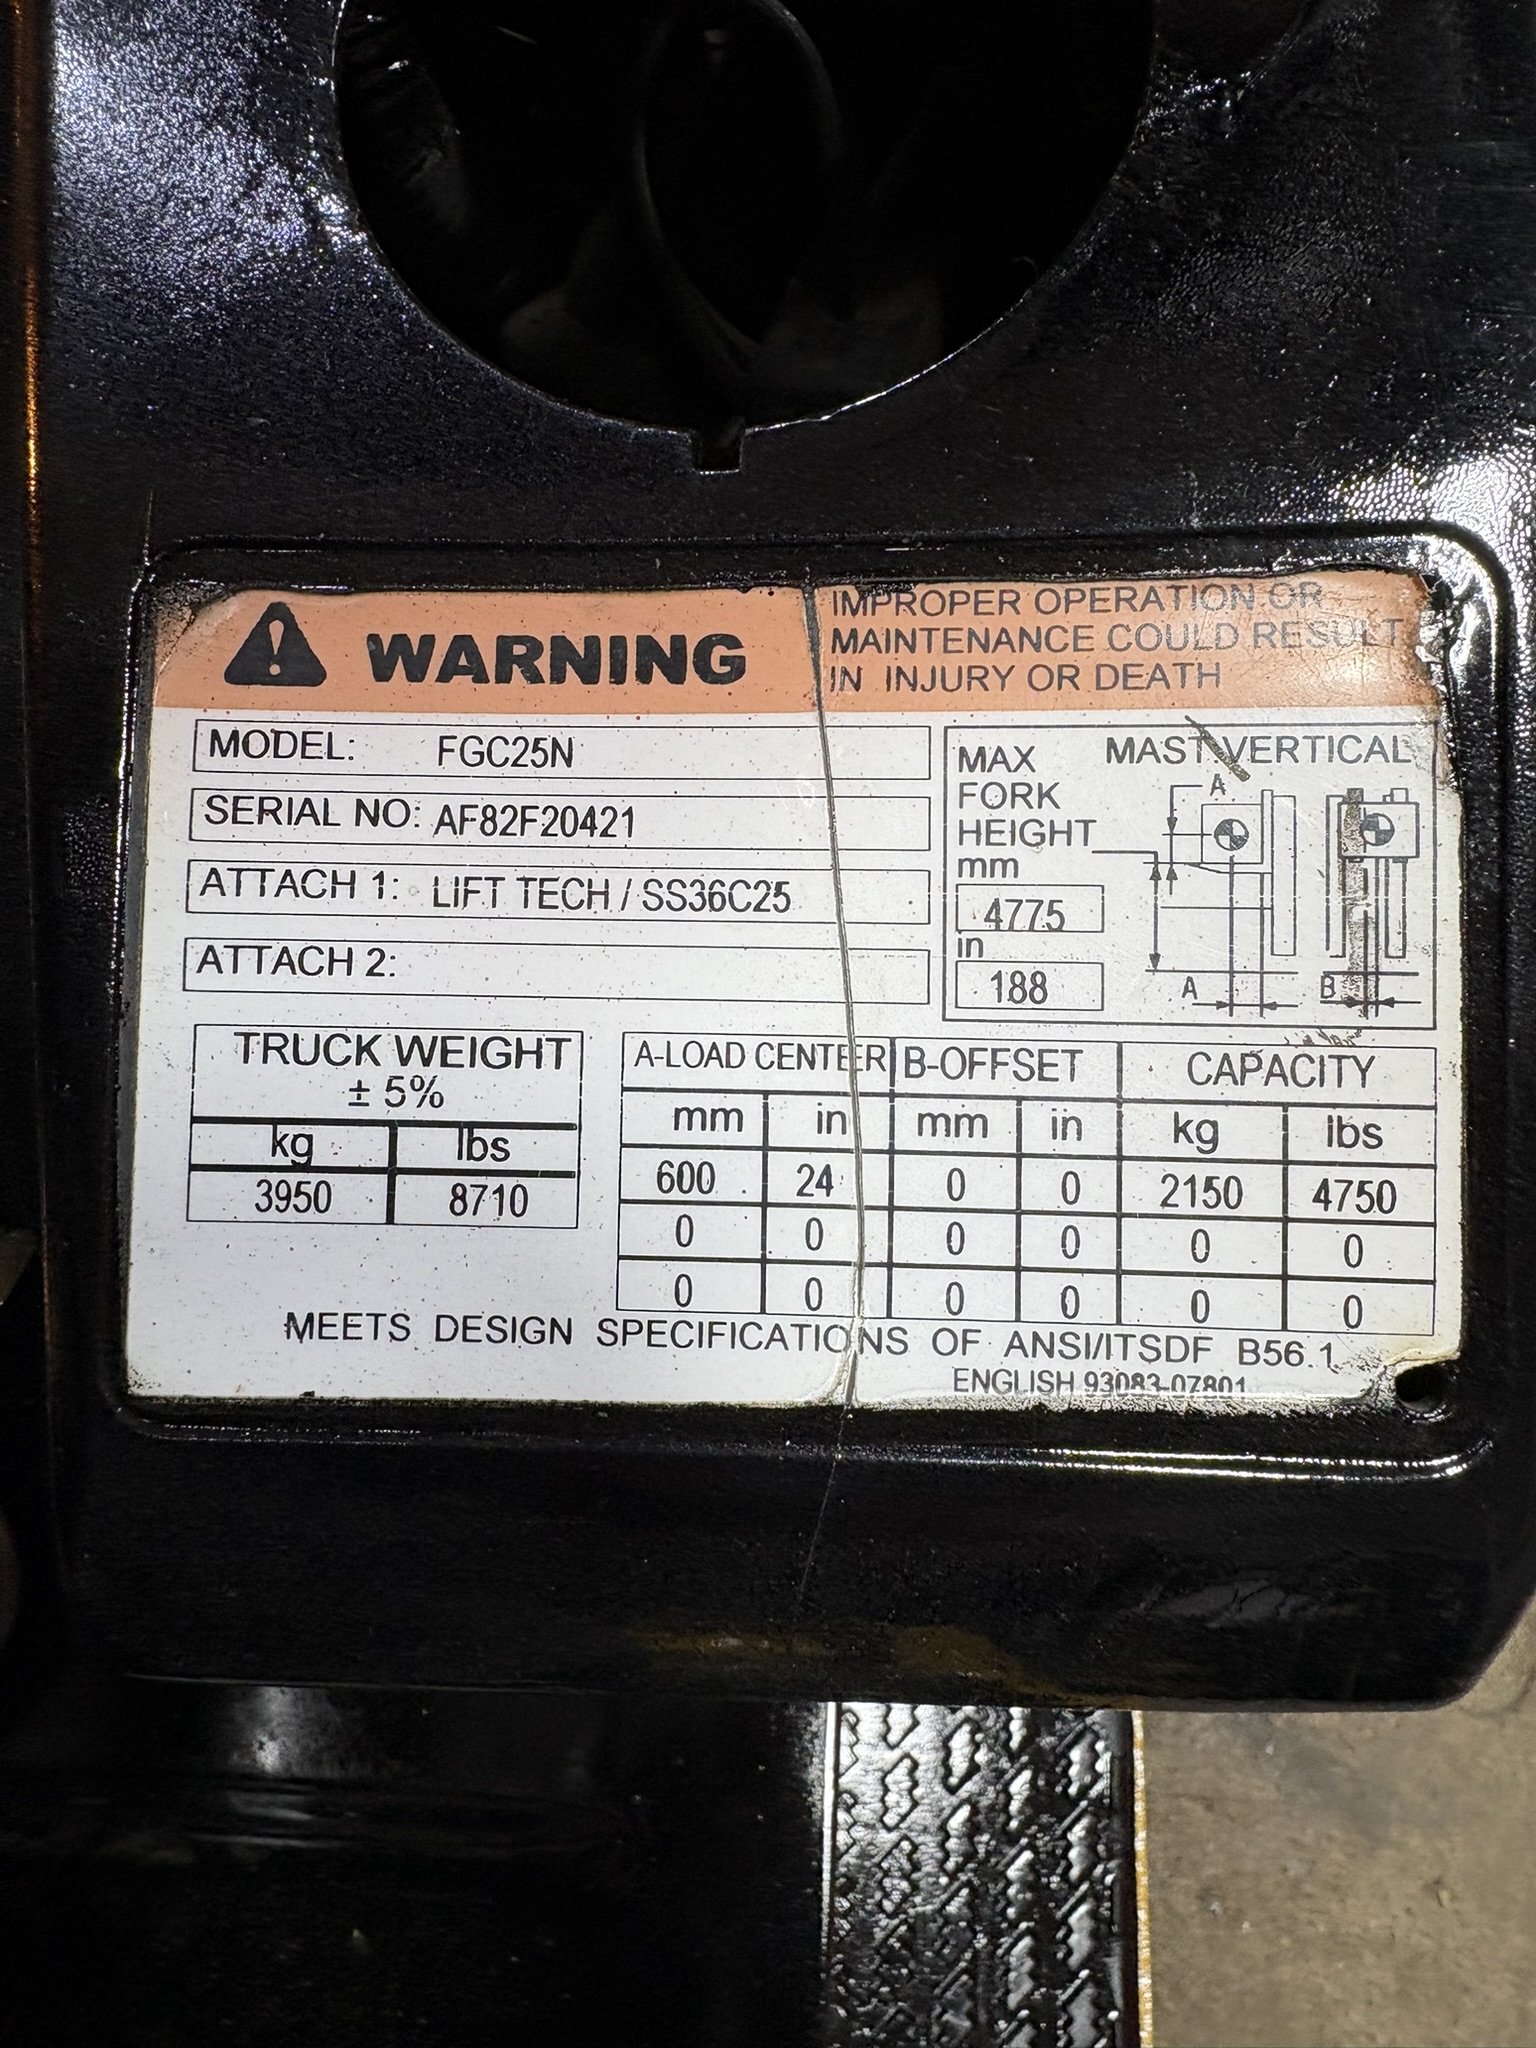 WARNING
IMPROPER OPERATION OR
MAINTENANCE COULD RESULT
IN INJURY OR DEATH
MODEL: FGC25N
SERIAL NO: AF82F20421
ATTACH 1: LIFT TECH / SS36C25
ATTACH 2:
MAX FORK HEIGHT
MAST VERTICAL
mm
4775
in
188
A
A
B
TRUCK WEIGHT
± 5%
kg lbs
3950 8710
A-LOAD CENTER B-OFFSET CAPACITY
mm in mm in kg lbs
600 24 0 0 2150 4750
0 0 0 0 0 0
0 0 0 0 0 0
MEETS DESIGN SPECIFICATIONS OF ANSI/ITSDF B56.1
ENGLISH 93083-07801